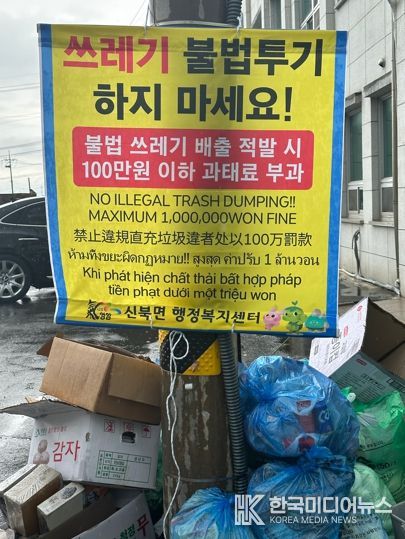 쓰레기 불법투기
하지 마세요!
불법 쓰레기 배출 적발 시
100만원 이하 과태료 부과
NO ILLEGAL TRASH DUMPING!!
MAXIMUM 1,000,000WON FINE
禁止違規直充垃圾違者处以100万罰款
ห้ามทิ้งขยะผิดกฎหมาย!! สูงสุด ค่าปรับ 1 ล้านวอน
Khi phát hiện chất thải bất hợp pháp
tiền phạt dưới một triệu won
영암 신북면 행정복지센터
감자
HK 한국미디어뉴스
KOREA MEDIA NEWS